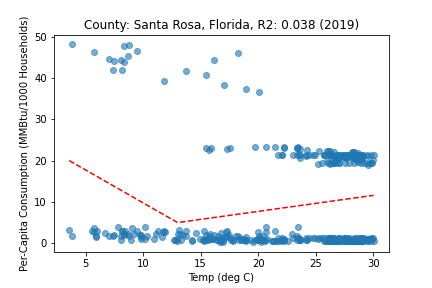 County: Santa Rosa, Florida, R2: 0.038 (2019)
Per-Capita Consumption (MMBtu/1000 Households)
50
40
30
20
10
0
5 10 15 20 25 30
Temp (deg C)